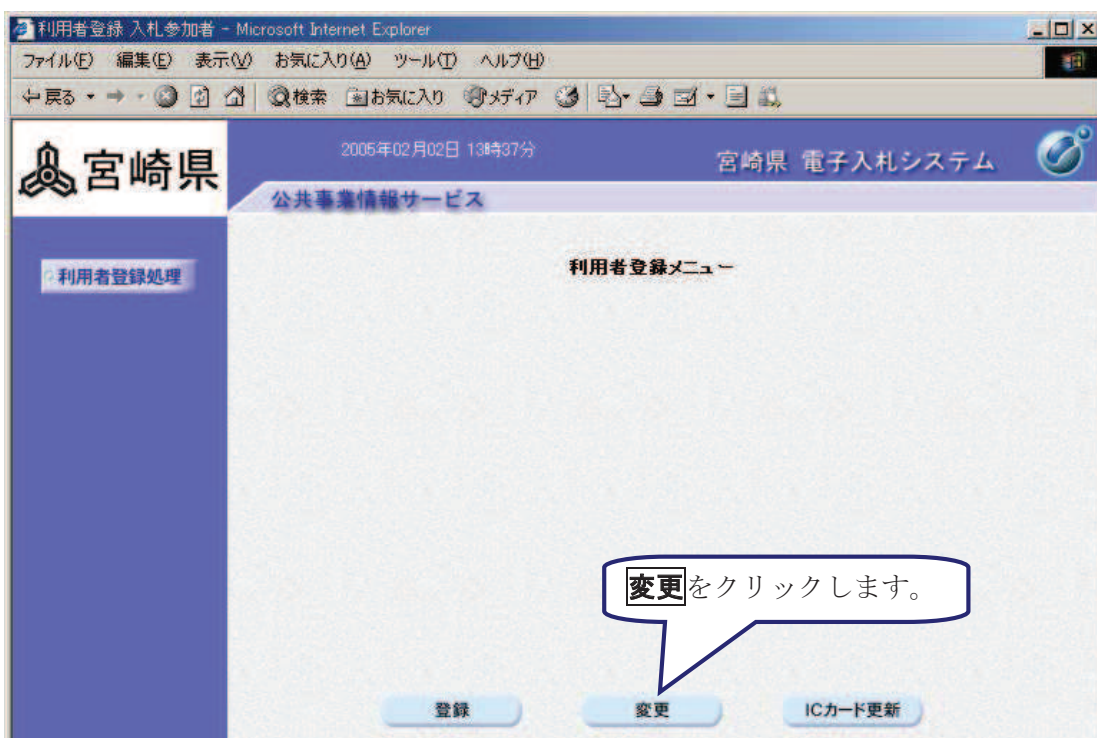 利用者登録 入札参加者 - Microsoft Internet Explorer
ファイル(F) 編集(E) 表示(V) お気に入り(A) ツール(T) ヘルプ(H)
戻る 検索 お気に入り メディア
宮崎県
2005年02月02日 13時37分
宮崎県 電子入札システム
公共事業情報サービス
利用者登録処理
利用者登録メニュー
変更をクリックします。
登録 変更 ICカード更新